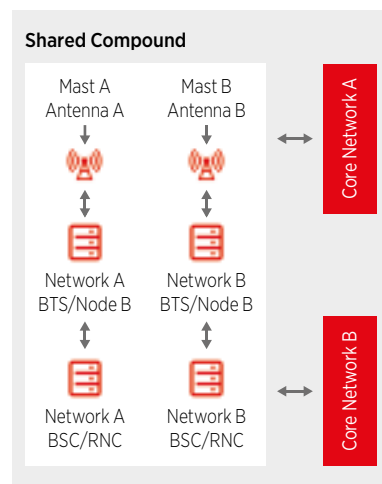 Shared Compound
Mast A
Antenna A
Mast B
Antenna B
Core Network A
Network A
BTS/Node B
Network B
BTS/Node B
Network A
BSC/RNC
Network B
BSC/RNC
Core Network B